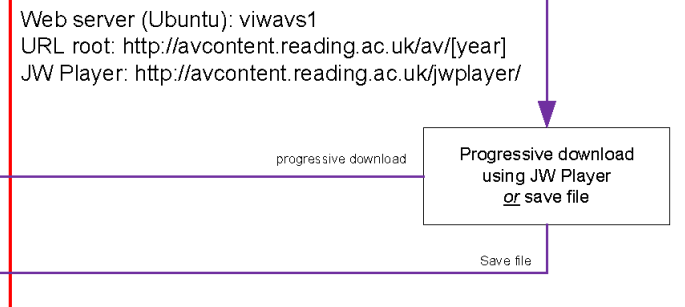 Web server (Ubuntu): viwavs1
URL root: http://avcontent.reading.ac.uk/av/[year]
JW Player: http://avcontent.reading.ac.uk/jwplayer/
progressive download
Progressive download
using JW Player
or save file
Save file